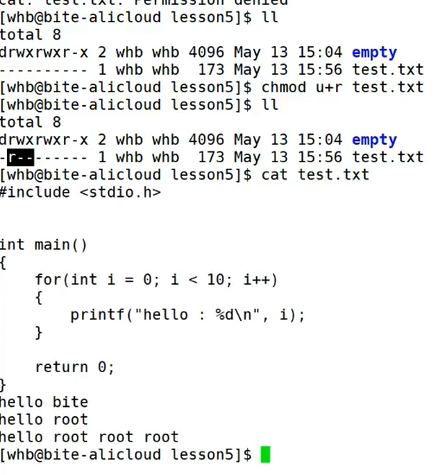 cat: test.txt: Permission denied
[whb@bite-alicloud lesson5]$ ll
total 8
drwxrwxr-x 2 whb whb 4096 May 13 15:04 empty
---------- 1 whb whb  173 May 13 15:56 test.txt
[whb@bite-alicloud lesson5]$ chmod u+r test.txt
[whb@bite-alicloud lesson5]$ ll
total 8
drwxrwxr-x 2 whb whb 4096 May 13 15:04 empty
-r-------- 1 whb whb  173 May 13 15:56 test.txt
[whb@bite-alicloud lesson5]$ cat test.txt
#include <stdio.h>
int main()
{
    for(int i = 0; i < 10; i++)
    {
        printf("hello : %d\n", i);
    }
    return 0;
}
hello bite
hello root
hello root root root
[whb@bite-alicloud lesson5]$